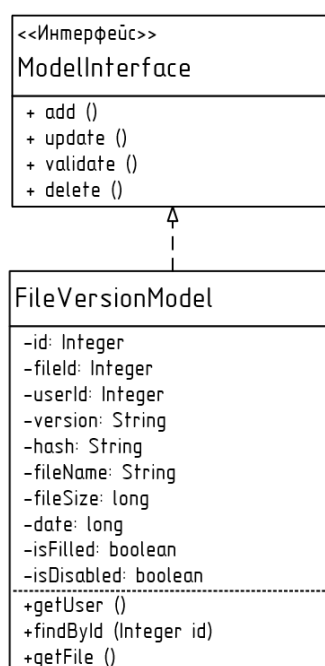 <<Интерфейс>>
ModelInterface
+ add ()
+ update ()
+ validate ()
+ delete ()
FileVersionModel
-id: Integer
-fileId: Integer
-userId: Integer
-version: String
-hash: String
-fileName: String
-fileSize: long
-date: long
-isFilled: boolean
-isDisabled: boolean
+getUser ()
+findById (Integer id)
+getFile ()